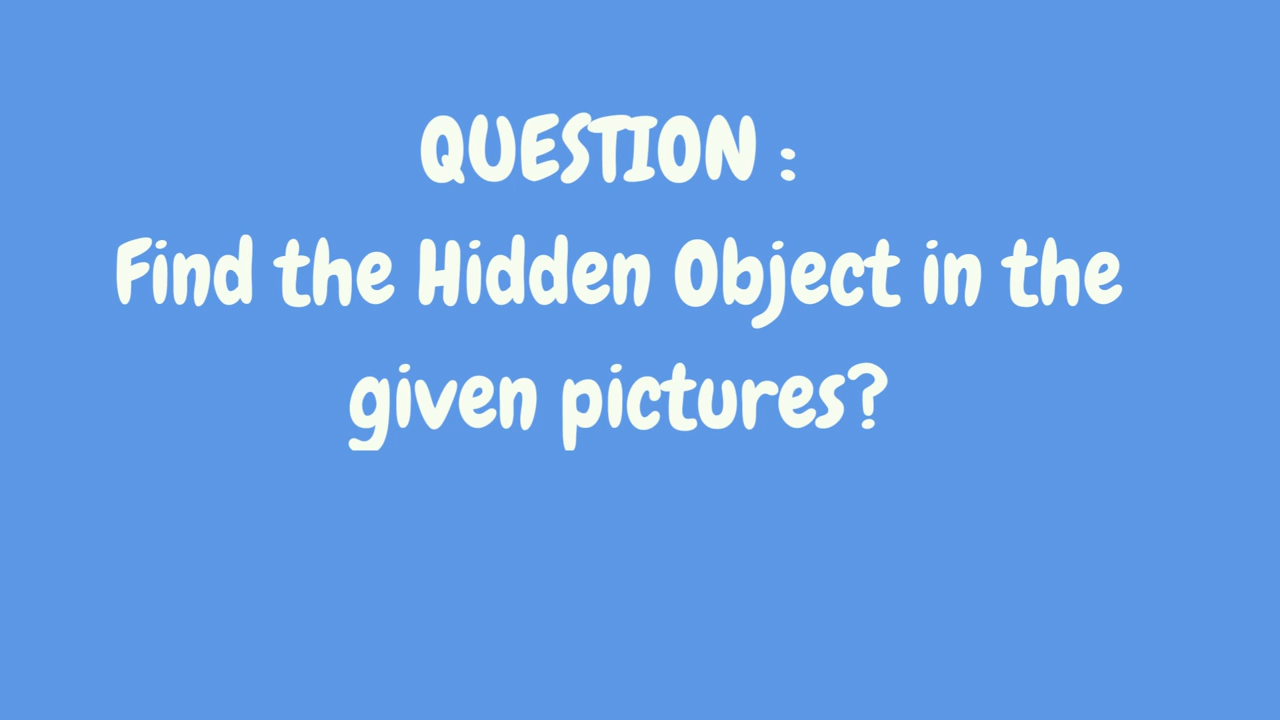 QUESTION :
Find the Hidden Object in the
given pictures?